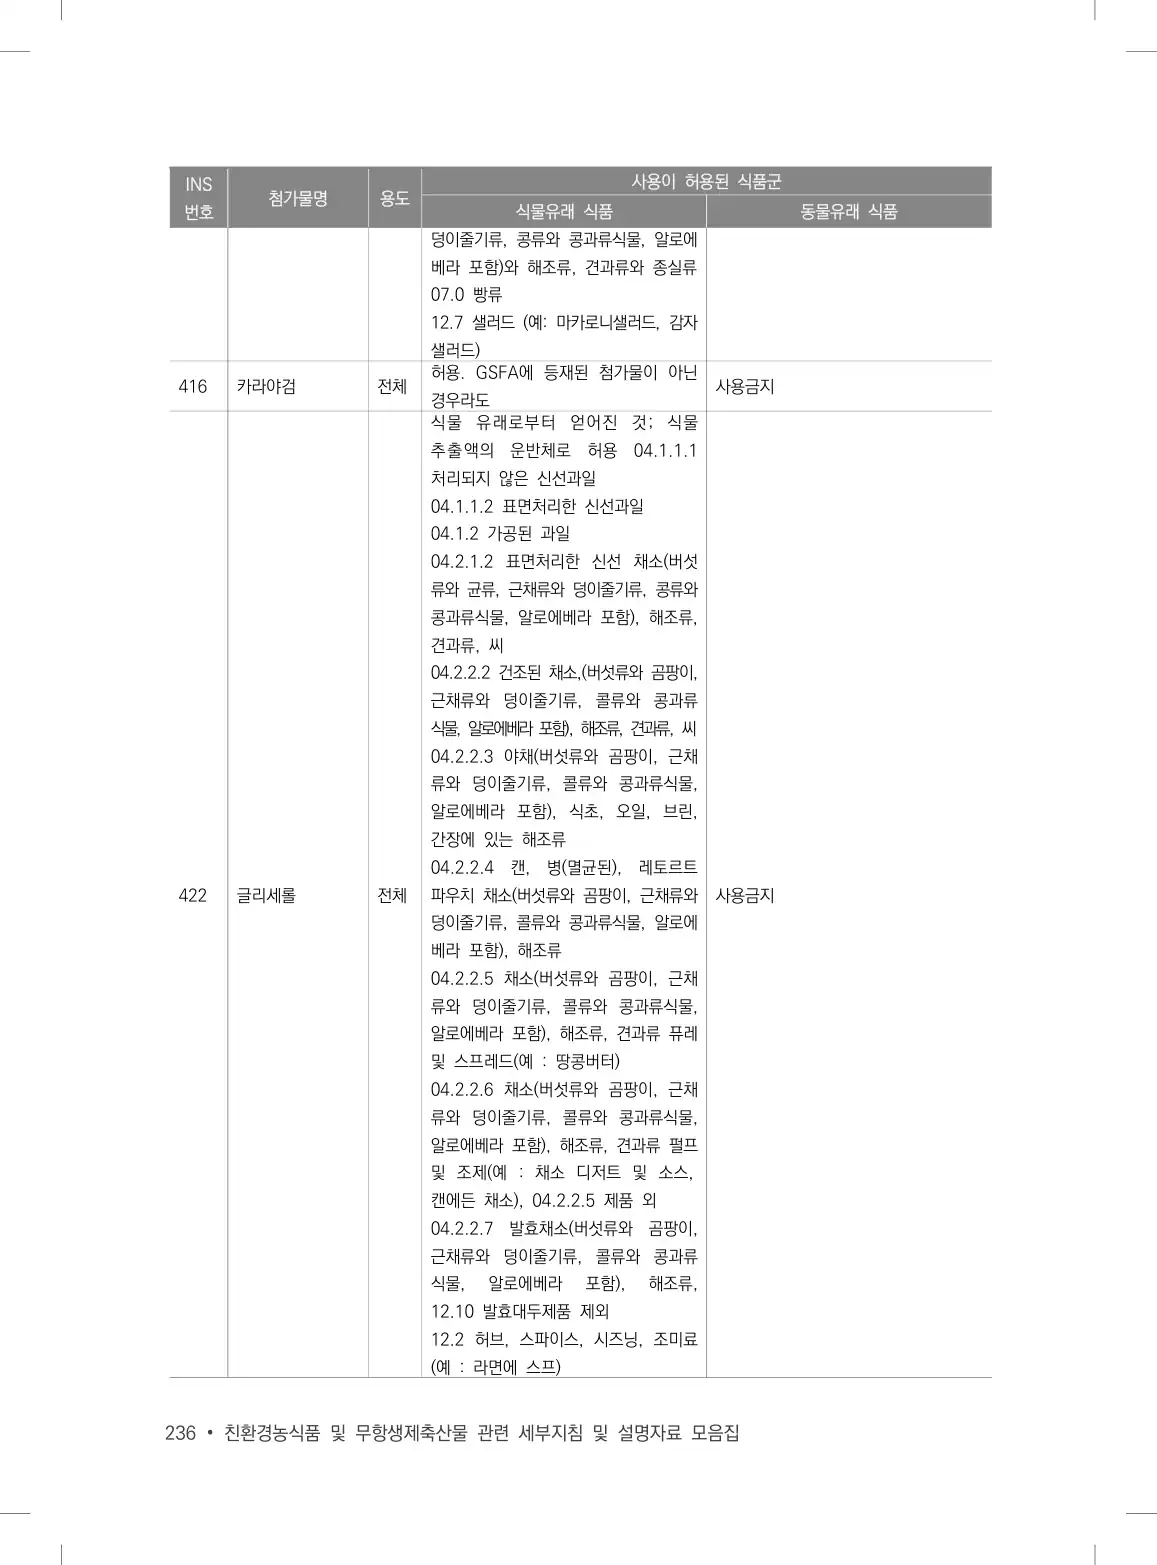 INS
번호
첨가물명
용도
사용이 허용된 식품군
식물유래 식품
동물유래 식품
덩이줄기류, 콩류와 콩과류식물, 알로에
베라 포함)와 해조류, 견과류와 종실류
07.0 빵류
12.7 샐러드 (예: 마카로니샐러드, 감자
샐러드)
416
카라야검
전체
허용. GSFA에 등재된 첨가물이 아닌
경우라도
사용금지
식물 유래로부터 얻어진 것; 식물
추출액의 운반체로 허용 04.1.1.1
처리되지 않은 신선과일
04.1.1.2 표면처리한 신선과일
04.1.2 가공된 과일
04.2.1.2 표면처리한 신선 채소(버섯
류와 균류, 근채류와 덩이줄기류, 콩류와
콩과류식물, 알로에베라 포함), 해조류,
견과류, 씨
04.2.2.2 건조된 채소,(버섯류와 곰팡이,
근채류와 덩이줄기류, 콜류와 콩과류
식물, 알로에베라 포함), 해조류, 견과류, 씨
04.2.2.3 야채(버섯류와 곰팡이, 근채
류와 덩이줄기류, 콜류와 콩과류식물,
알로에베라 포함), 식초, 오일, 브린,
간장에 있는 해조류
04.2.2.4 캔, 병(멸균된), 레토르트
422
글리세롤
전체
파우치 채소(버섯류와 곰팡이, 근채류와
사용금지
덩이줄기류, 콜류와 콩과류식물, 알로에
베라 포함), 해조류
04.2.2.5 채소(버섯류와 곰팡이, 근채
류와 덩이줄기류, 콜류와 콩과류식물,
알로에베라 포함), 해조류, 견과류 퓨레
및 스프레드(예 : 땅콩버터)
04.2.2.6 채소(버섯류와 곰팡이, 근채
류와 덩이줄기류, 콜류와 콩과류식물,
알로에베라 포함), 해조류, 견과류 펄프
및 조제(예 : 채소 디저트 및 소스,
캔에든 채소), 04.2.2.5 제품 외
04.2.2.7 발효채소(버섯류와 곰팡이,
근채류와 덩이줄기류, 콜류와 콩과류
식물, 알로에베라 포함), 해조류,
12.10 발효대두제품 제외
12.2 허브, 스파이스, 시즈닝, 조미료
(예 : 라면에 스프)
236 • 친환경농식품 및 무항생제축산물 관련 세부지침 및 설명자료 모음집